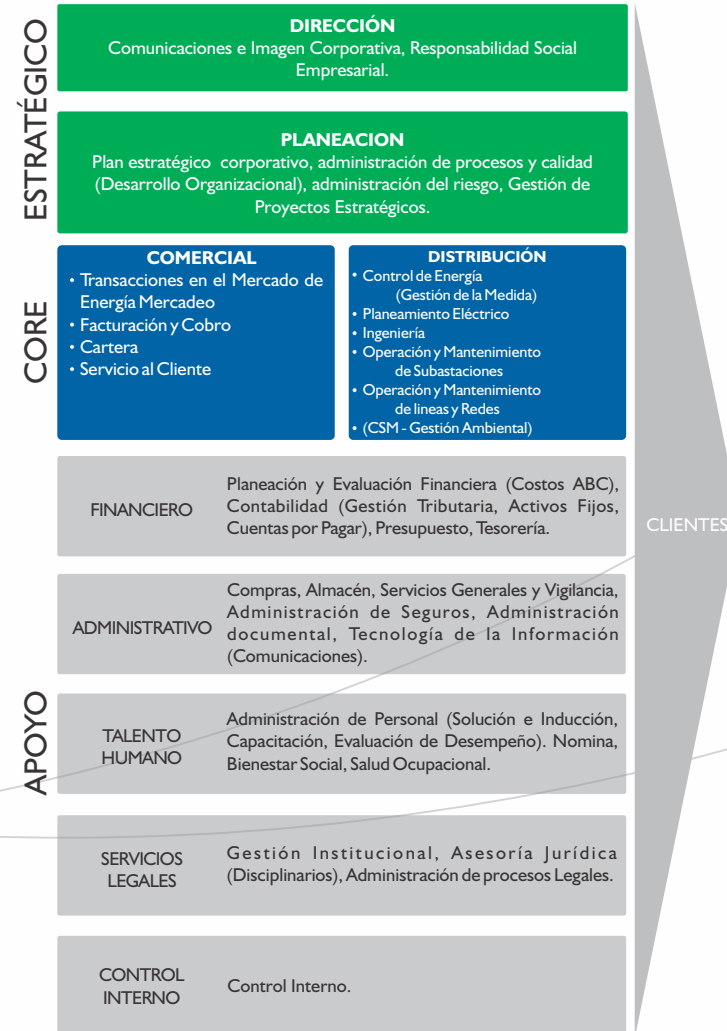 ESTRATÉGICO
DIRECCIÓN
Comunicaciones e Imagen Corporativa, Responsabilidad Social
Empresarial.
PLANEACION
Plan estratégico corporativo, administración de procesos y calidad
(Desarrollo Organizacional), administración del riesgo, Gestión de
Proyectos Estratégicos.
CORE
COMERCIAL
• Transacciones en el Mercado de
Energía Mercadeo
• Facturación y Cobro
• Cartera
• Servicio al Cliente
DISTRIBUCIÓN
• Control de Energía
(Gestión de la Medida)
• Planeamiento Eléctrico
• Ingeniería
• Operación y Mantenimiento
de Subastaciones
• Operación y Mantenimiento
de lineas y Redes
• (CSM - Gestión Ambiental)
APOYO
FINANCIERO
Planeación y Evaluación Financiera (Costos ABC),
Contabilidad (Gestión Tributaria, Activos Fijos,
Cuentas por Pagar), Presupuesto, Tesorería.
ADMINISTRATIVO
Compras, Almacén, Servicios Generales y Vigilancia,
Administración de Seguros, Administración
documental, Tecnología de la Información
(Comunicaciones).
TALENTO
HUMANO
Administración de Personal (Solución e Inducción,
Capacitación, Evaluación de Desempeño). Nomina,
Bienestar Social, Salud Ocupacional.
SERVICIOS
LEGALES
Gestión Institucional, Asesoría Jurídica
(Disciplinarios), Administración de procesos Legales.
CONTROL
INTERNO
Control Interno.
CLIENTES